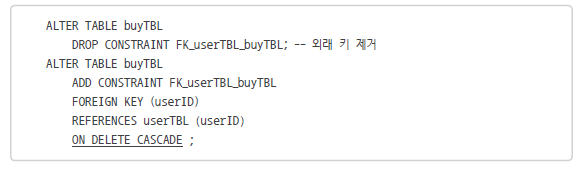 ALTER TABLE buyTBL
DROP CONSTRAINT FK_userTBL_buyTBL; -- 외래 키 제거
ALTER TABLE buyTBL
ADD CONSTRAINT FK_userTBL_buyTBL
FOREIGN KEY (userID)
REFERENCES userTBL (userID)
ON DELETE CASCADE ;